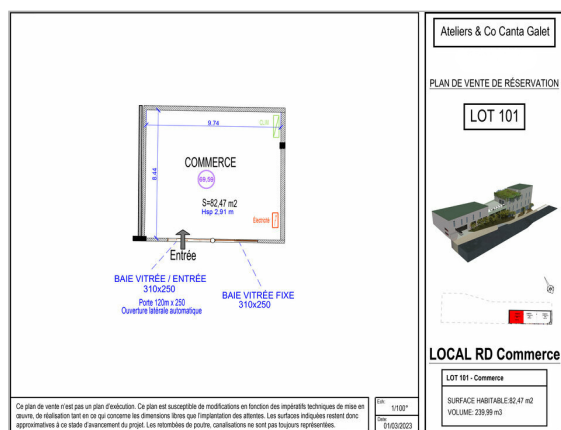 Ateliers & Co Canta Galet
PLAN DE VENTE DE RÉSERVATION
LOT 101
9.74
8.44
COMMERCE
69.59
S=82,47 m2
Hsp 2,91 m
Electricité
Entrée
BAIE VITRÉE / ENTRÉE
310x250
Porte 120m x 250
Ouverture latérale automatique
BAIE VITRÉE FIXE
310x250
LOCAL RD Commerce
LOT 101 - Commerce
SURFACE HABITABLE:82,47 m2
VOLUME: 239,99 m3
Ce plan de vente n'est pas un plan d'exécution. Ce plan est susceptible de modifications en fonction des impératifs techniques de mise en
œuvre, de réalisation tant en ce qui concerne les dimensions libres que l'implantation des attentes. Les surfaces indiquées restent donc
approximatives à ce stade d'avancement du projet. Les retombées de poutre, canalisations ne sont pas toujours représentées.
Ech:
1/100°
Date:
01/03/2023